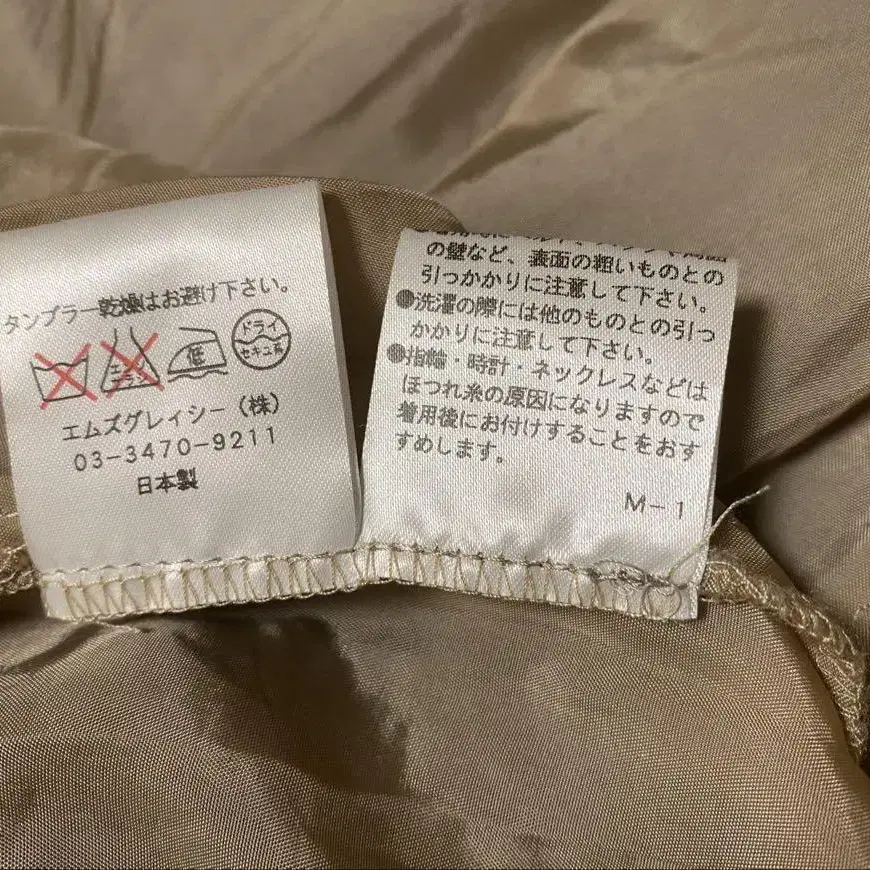 タンブラー乾燥はお避け下さい。
エンソ
サラシ
低
ドライ
セキユ系
エムズグレイシー（株）
03-3470-9211
日本製
の壁など、表面の粗いものとの
引っかかりに注意して下さい。
●洗濯の際には他のものとの引っ
かかりに注意して下さい。
●指輪・時計・ネックレスなどは
ほつれ糸の原因になりますので
着用後にお付けすることをおす
すめします。
M-1